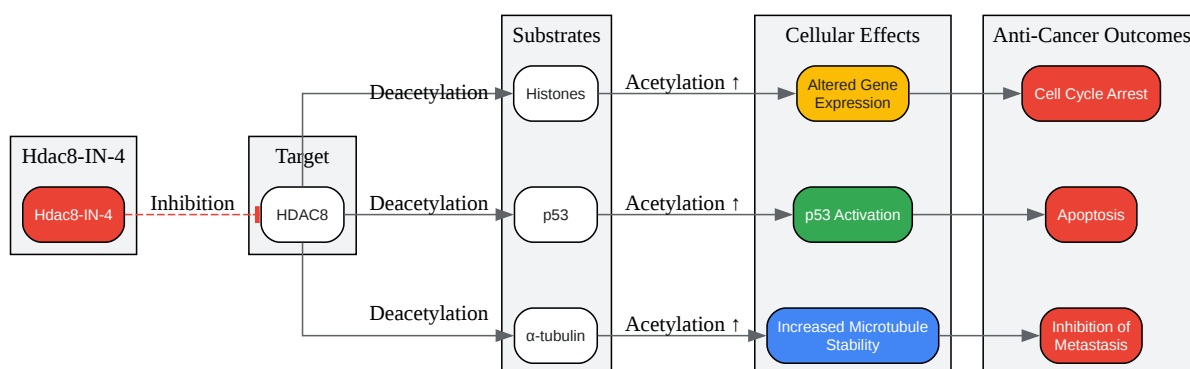 Substrates
Cellular Effects
Anti-Cancer Outcomes
Deacetylation
Histones
Acetylation ↑
Altered Gene
Expression
Cell Cycle Arrest
Hdac8-IN-4
Target
Hdac8-IN-4
Inhibition
HDAC8
Deacetylation
p53
Acetylation ↑
p53 Activation
Apoptosis
Deacetylation
α-tubulin
Acetylation ↑
Increased Microtubule
Stability
Inhibition of
Metastasis